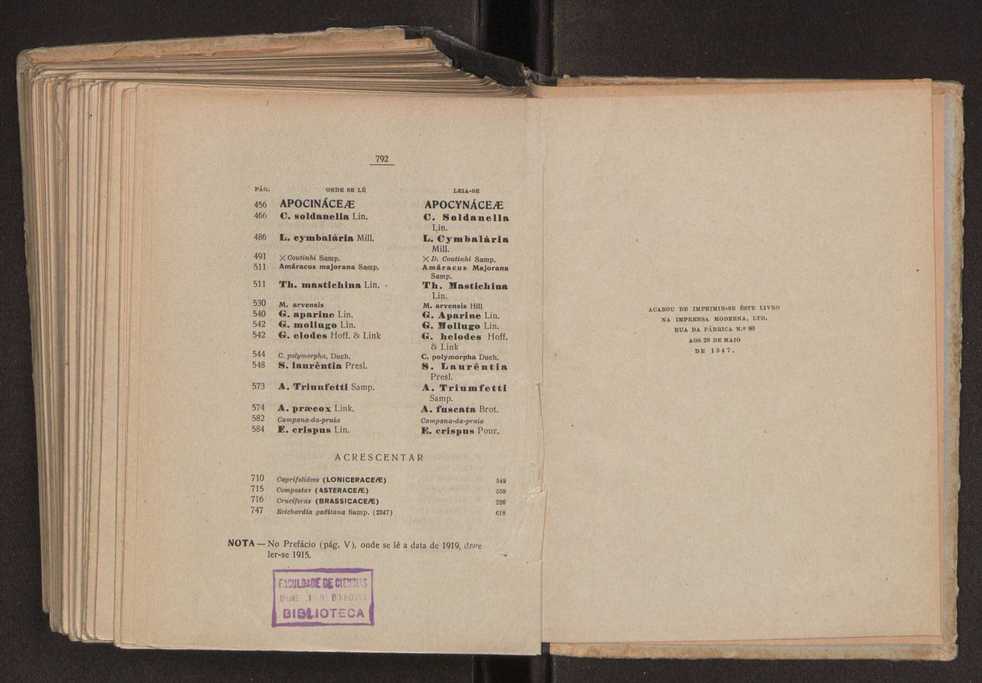 792
PÁG. ONDE SE LÊ LEIA-SE
456 APOCINÁCEÆ APOCYNÁCEÆ
466 C. soldanella Lin. C. Soldanella
Lin.
486 L. cymbalária Mill. L. Cymbalária
Mill.
491 × Coutinhi Samp. × D. Coutinhi Samp.
511 Amáracus majorana Samp. Amáracus Majorana
Samp.
511 Th. mastichina Lin. Th. Mastichina
Lin.
530 M. arvensis M. arvensis Hill
540 G. aparine Lin. G. Aparine Lin.
542 G. mollugo Lin. G. Mollugo Lin.
542 G. elodes Hoff. & Link G. helodes Hoff.
& Link
544 C. polymorpha, Duch. C. polymorpha Duch.
548 S. laurêntia Presl. S. Laurêntia
Presl.
573 A. Triunfetti Samp. A. Triumfetti
Samp.
574 A. præcox Link. A. fuscata Brot.
582 Campana-da-praia Campana-da-praia
584 E. crispus Lin. E. crispus Pour.
ACRESCENTAR
710 Caprifoliáceas (LONICERACEÆ) 549
715 Compostas (ASTERACEÆ) 559
716 Crucíferas (BRASSICACEÆ)
747 Reichardia gaditana Samp. (2347) 618
NOTA — No Prefácio (pág. V), onde se lê a data de 1919, deve
ler-se 1915.
FACULDADE DE CIÊNCIAS
BIBLIOTECA
ACABOU DE IMPRIMIR-SE ÊSTE LIVRO
NA IMPRENSA MODERNA, LTD.
RUA DA FÁBRICA N.º 80
AOS 28 DE MAIO
DE 1947.